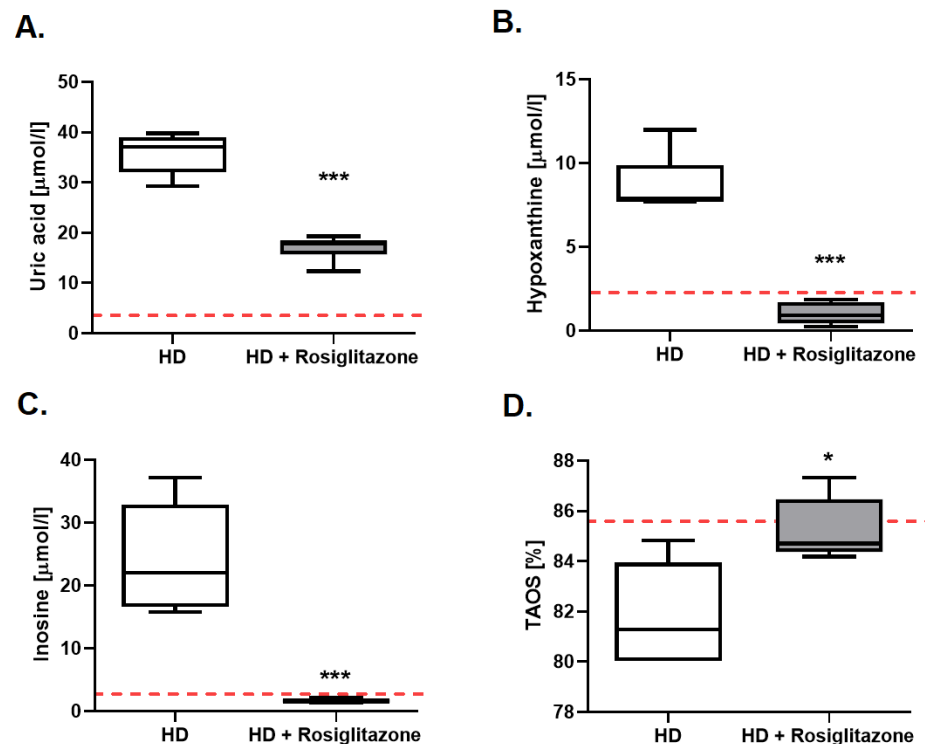 A.
Uric acid [µmol/l]
50
40
30
20
10
0
***
HD
HD + Rosiglitazone
B.
Hypoxanthine [µmol/l]
15
10
5
0
***
HD
HD + Rosiglitazone
C.
Inosine [µmol/l]
40
30
20
10
0
***
HD
HD + Rosiglitazone
D.
TAOS [%]
88
86
84
82
80
78
*
HD
HD + Rosiglitazone